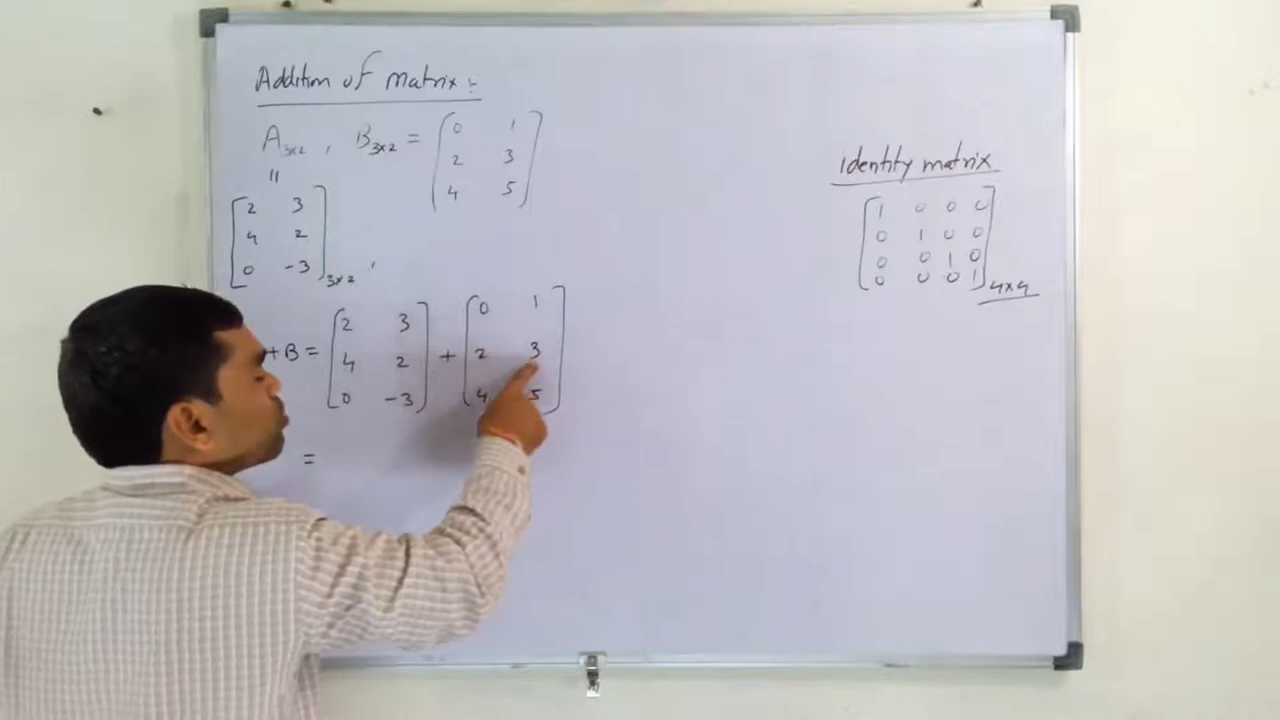 Addition of matrix:
A3x2 , B3x2 = [ 0 1
2 3
4 5 ]
=
[ 2 3
4 2
0 -3 ]3x2 ,
+B = [ 2 3
4 2
0 -3 ] + [ 0 1
2 3
4 5 ]
=
identity matrix
[ 1 0 0 0
0 1 0 0
0 0 1 0
0 0 0 1 ]4x4